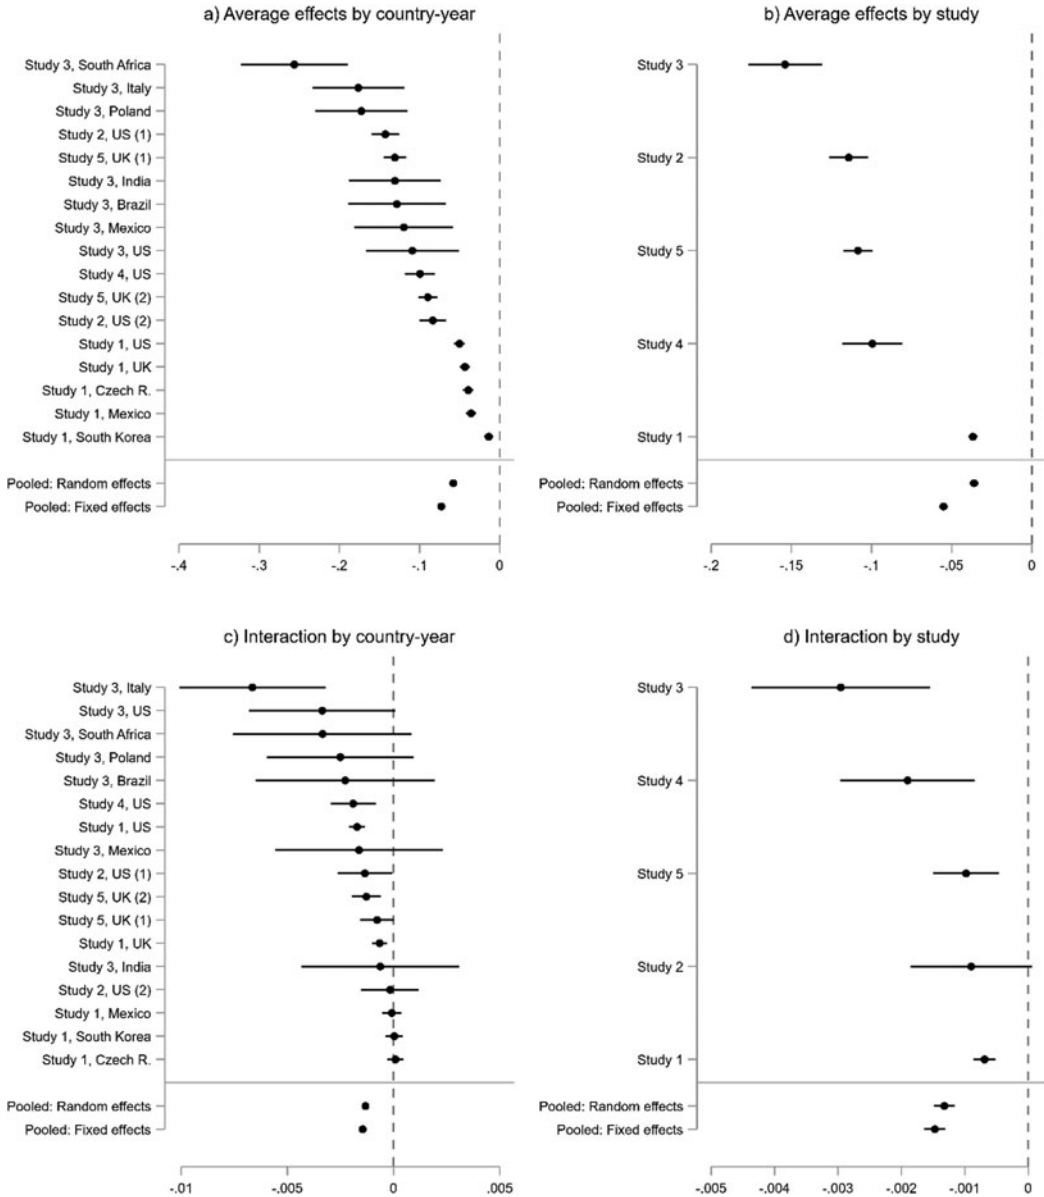 a) Average effects by country-year
Study 3, South Africa
Study 3, Italy
Study 3, Poland
Study 2, US (1)
Study 5, UK (1)
Study 3, India
Study 3, Brazil
Study 3, Mexico
Study 3, US
Study 4, US
Study 5, UK (2)
Study 2, US (2)
Study 1, US
Study 1, UK
Study 1, Czech R.
Study 1, Mexico
Study 1, South Korea
Pooled: Random effects
Pooled: Fixed effects
-.4 -.3 -.2 -.1 0
b) Average effects by study
Study 3
Study 2
Study 5
Study 4
Study 1
Pooled: Random effects
Pooled: Fixed effects
-.2 -.15 -.1 -.05 0
c) Interaction by country-year
Study 3, Italy
Study 3, US
Study 3, South Africa
Study 3, Poland
Study 3, Brazil
Study 4, US
Study 1, US
Study 3, Mexico
Study 2, US (1)
Study 5, UK (2)
Study 5, UK (1)
Study 1, UK
Study 3, India
Study 2, US (2)
Study 1, Mexico
Study 1, South Korea
Study 1, Czech R.
Pooled: Random effects
Pooled: Fixed effects
-.01 -.005 0 .005
d) Interaction by study
Study 3
Study 4
Study 5
Study 2
Study 1
Pooled: Random effects
Pooled: Fixed effects
-.005 -.004 -.003 -.002 -.001 0